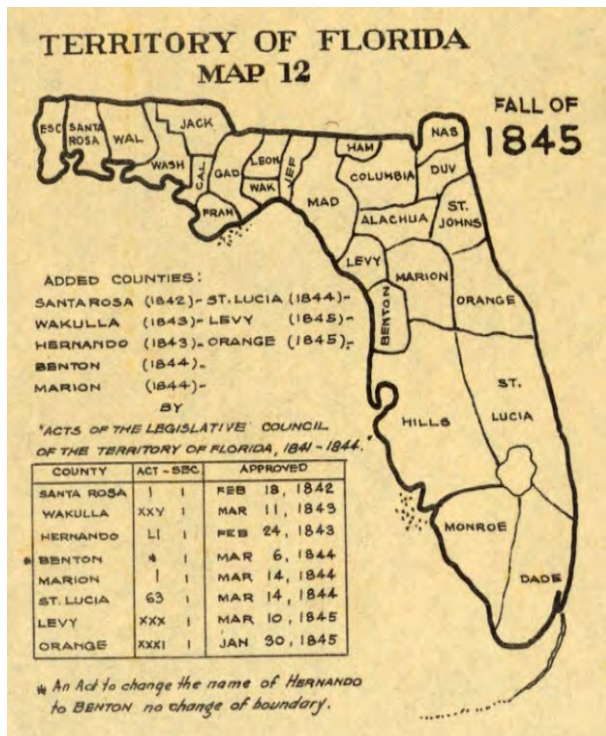 TERRITORY OF FLORIDA
MAP 12
FALL OF
1845
ESC
SANTA
ROSA
WAL
JACK
WASH
CAL
GAD
FRAN
LEON
WAK
JEF
MAD
HAM
COLUMBIA
NAS
DUV
ST.
JOHNS
ALACHUA
LEVY
MARION
BENTON
ORANGE
HILLS
ST.
LUCIA
MONROE
DADE
ADDED COUNTIES:
SANTA ROSA (1842)- ST. LUCIA (1844)-
WAKULLA (1843)- LEVY (1845)-
HERNANDO (1843)- ORANGE (1845)-
BENTON (1844)-
MARION (1844)-
BY
"ACTS OF THE LEGISLATIVE COUNCIL
OF THE TERRITORY OF FLORIDA, 1841-1844."
COUNTY ACT-SEC. APPROVED
SANTA ROSA I I FEB 18, 1842
WAKULLA XXV I MAR 11, 1843
HERNANDO LI I FEB 24, 1843
* BENTON * I MAR 6, 1844
MARION I I MAR 14, 1844
ST. LUCIA 63 I MAR 14, 1844
LEVY XXX I MAR 10, 1845
ORANGE XXXI I JAN 30, 1845
* An Act to change the name of HERNANDO
to BENTON no change of boundary.